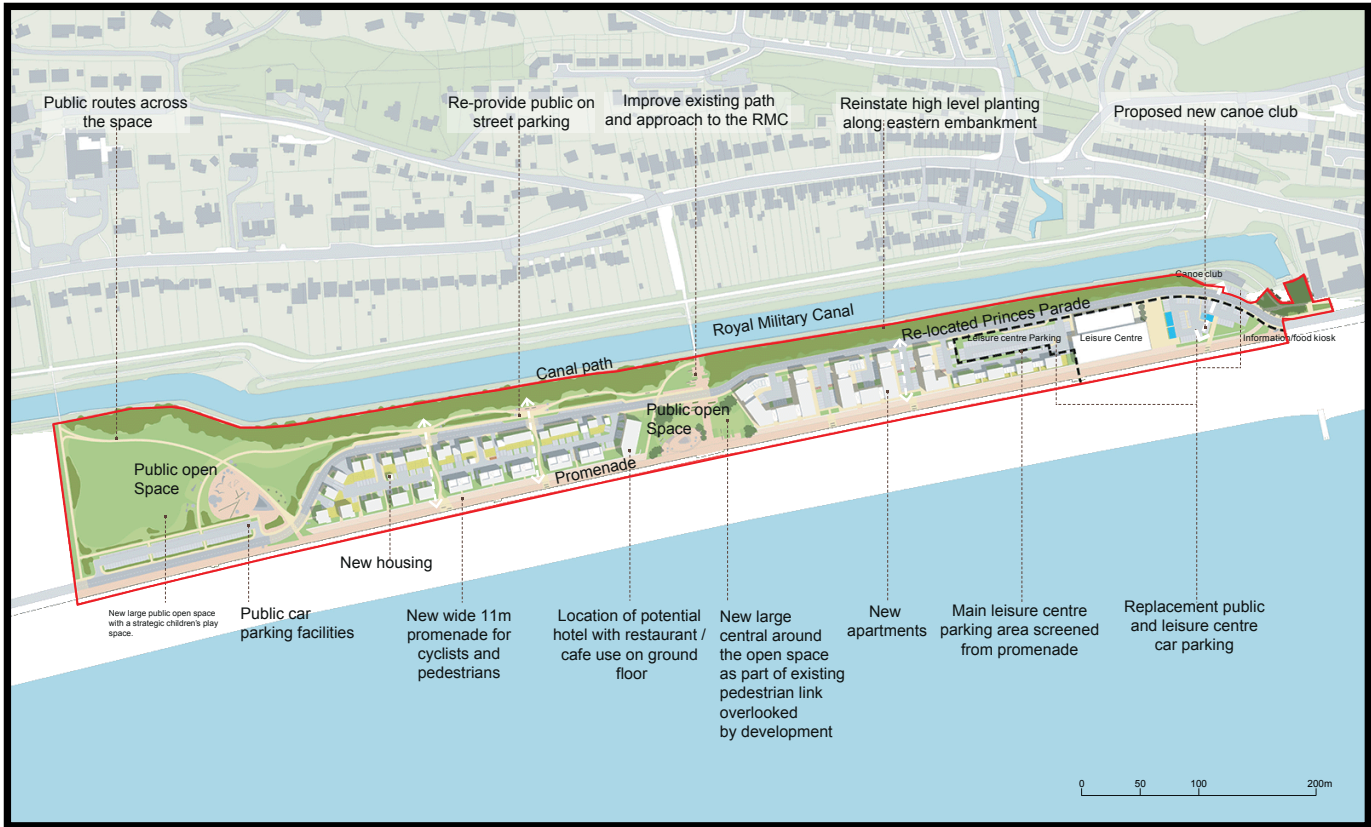 Public routes across
the space
Re-provide public on
street parking
Improve existing path
and approach to the RMC
Reinstate high level planting
along eastern embankment
Proposed new canoe club
Canoe club
Royal Military Canal
Re-located Princes Parade
Leisure centre Parking
Leisure Centre
Information/food kiosk
Canal path
Public open
Space
Public open
Space
Promenade
New housing
New large public open space
with a strategic children's play
space.
Public car
parking facilities
New wide 11m
promenade for
cyclists and
pedestrians
Location of potential
hotel with restaurant /
cafe use on ground
floor
New large
central around
the open space
as part of existing
pedestrian link
overlooked
by development
New
apartments
Main leisure centre
parking area screened
from promenade
Replacement public
and leisure centre
car parking
0 50 100 200m